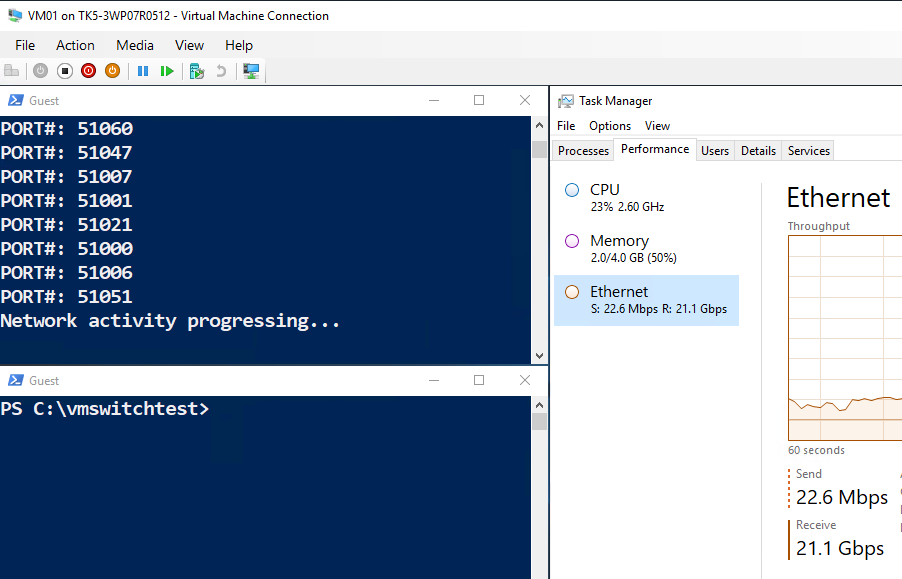 VM01 on TK5-3WP07R0512 - Virtual Machine Connection
File Action Media View Help
Guest
PORT#: 51060
PORT#: 51047
PORT#: 51007
PORT#: 51001
PORT#: 51021
PORT#: 51000
PORT#: 51006
PORT#: 51051
Network activity progressing...
Guest
PS C:\vmswitchtest>
Task Manager
File Options View
Processes Performance Users Details Services
CPU
23% 2.60 GHz
Memory
2.0/4.0 GB (50%)
Ethernet
S: 22.6 Mbps R: 21.1 Gbps
Ethernet
Throughput
60 seconds
Send
22.6 Mbps
Receive
21.1 Gbps